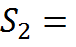 S₂ =